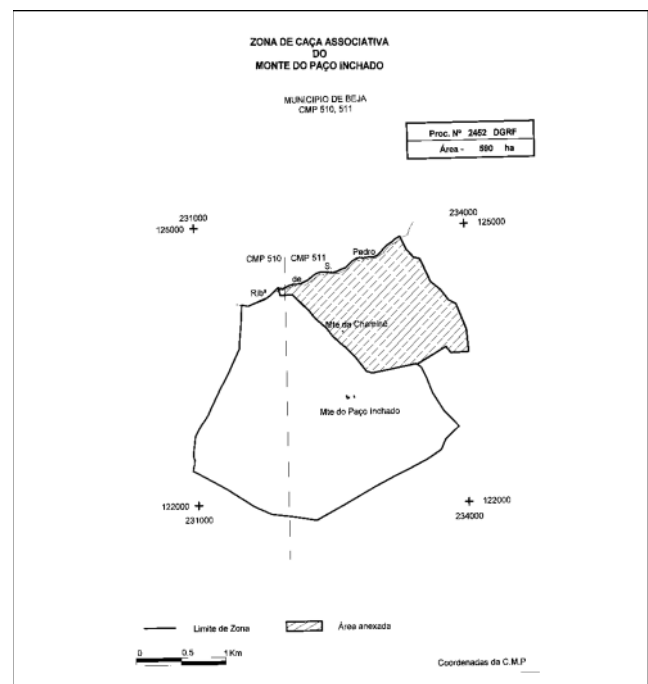 ZONA DE CAÇA ASSOCIATIVA
DO
MONTE DO PAÇO INCHADO
MUNICIPIO DE BEJA
CMP 510, 511
Proc. Nº 2452 DGRF
Área - 590 ha
231000
125000
234000
125000
CMP 510
CMP 511
Ribª
de
S.
Pedro
Mte da Chaminé
Mte do Paço Inchado
122000
231000
122000
234000
Limite de Zona
Área anexada
0 0.5 1Km
Coordenadas da C.M.P